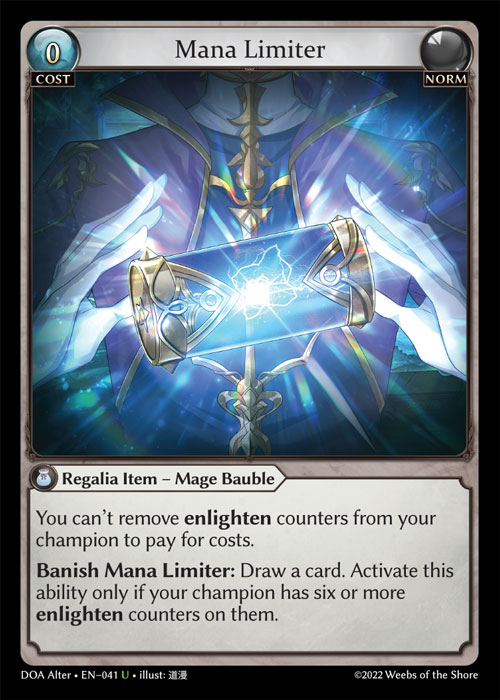 0
Mana Limiter
COST
NORM
Regalia Item – Mage Bauble
You can't remove enlighten counters from your
champion to pay for costs.
Banish Mana Limiter: Draw a card. Activate this
ability only if your champion has six or more
enlighten counters on them.
DOA Alter • EN–041 U • illust: 道漫
©2022 Weebs of the Shore